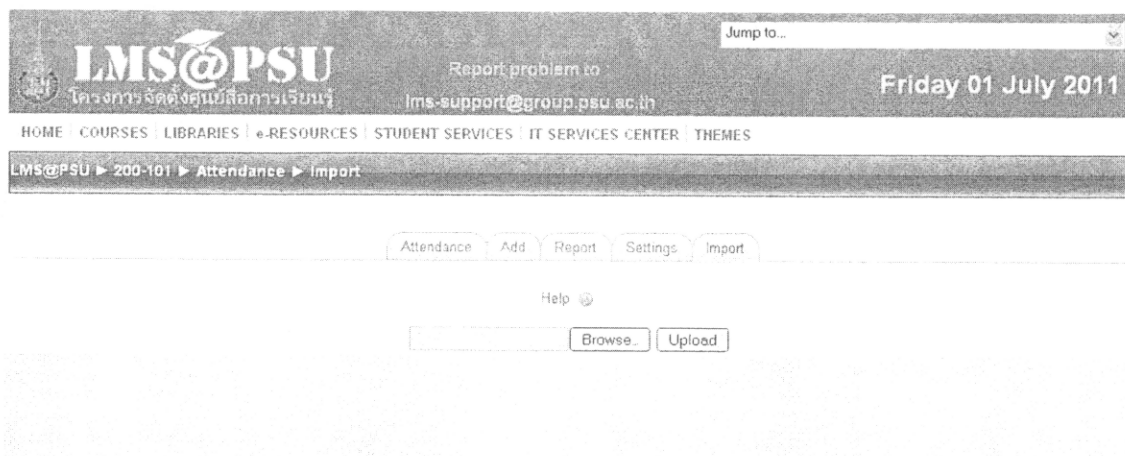 Jump to...
LMS@PSU
โครงการจัดตั้งศูนย์สื่อการเรียนรู้
Report problem to :
lms-support@group.psu.ac.th
Friday 01 July 2011
HOME COURSES LIBRARIES e-RESOURCES STUDENT SERVICES IT SERVICES CENTER THEMES
LMS@PSU ► 200-101 ► Attendance ► Import
Attendance Add Report Settings Import
Help
Browse... Upload